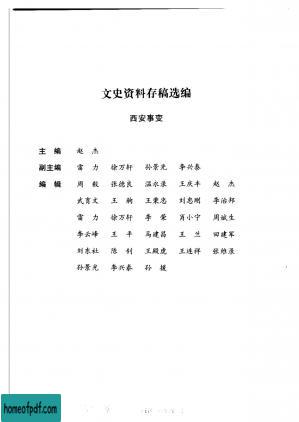 文史资料存稿选编
西安事变
主 编 赵 杰
副主编 雷 力 徐万轩 孙景光 李兴泰
编 辑 周 毅 张德良 温永录 王庆丰 赵 杰
武育文 王 驹 王秉忠 刘忠刚 李治邦
雷 力 徐万轩 李 荣 肖小宁 周诚生
李云峰 王 平 马建昌 王 兰 田建军
刘东社 陈 钊 王殿虎 王连祥 张维录
孙景光 李兴泰 孙 援
homeofpdf.com